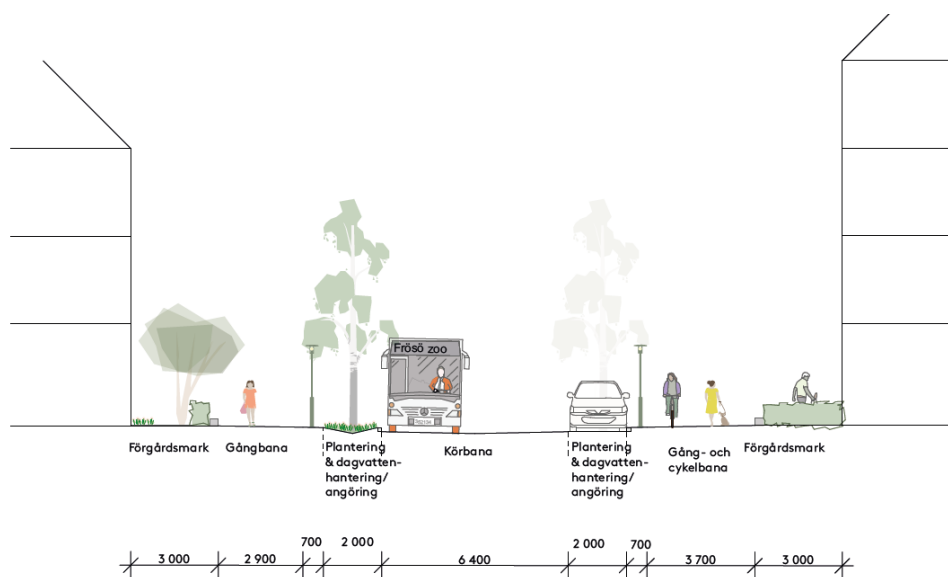 Frösö zoo
Förgårdsmark
Gångbana
Plantering
& dagvatten-
hantering/
angöring
Körbana
Plantering
& dagvatten-
hantering/
angöring
Gång- och
cykelbana
Förgårdsmark
3 000
2 900
700
2 000
6 400
2 000
700
3 700
3 000